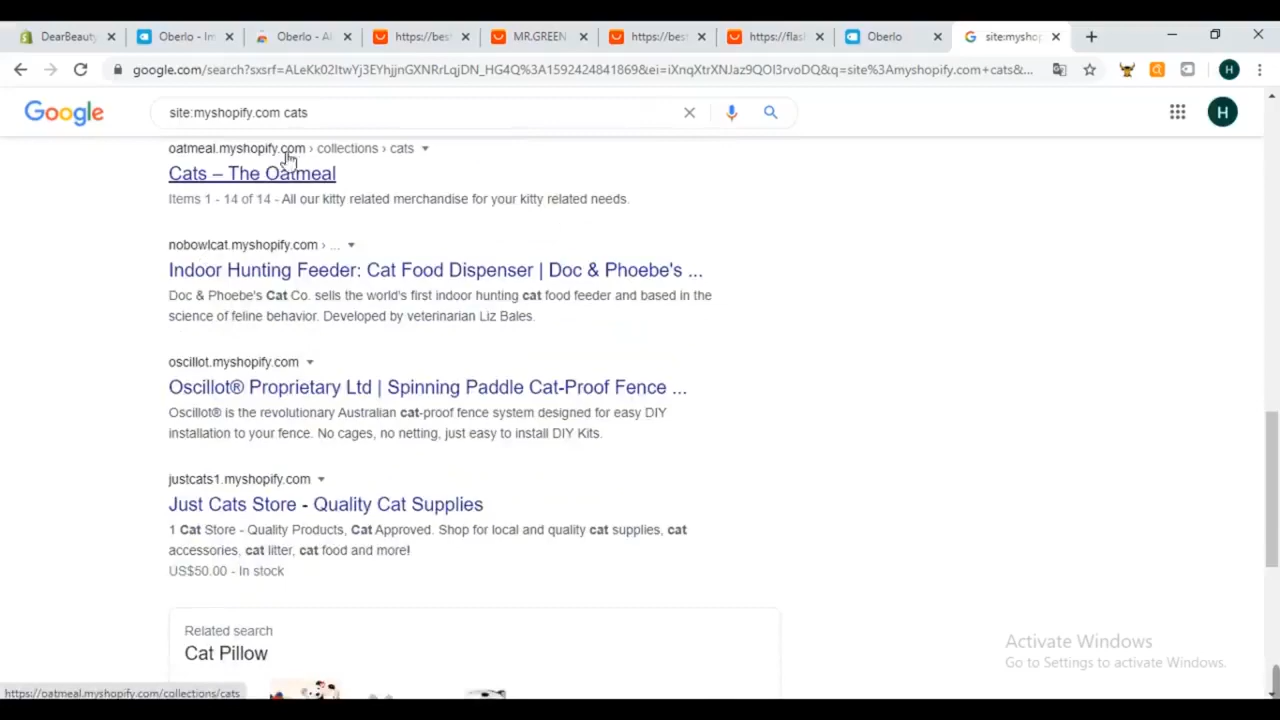 DearBeauty
Oberlo - Im
Oberlo - Al
https://best
MR.GREEN
https://best
https://flas
Oberlo
site:myshop
google.com/search?sxsrf=ALeKk02ItwYj3EYhjjnGXNRrLqjDN_HG4Q%3A1592424841869&ei=iXnqXtrXNJaz9QOI3rvoDQ&q=site%3Amyshopify.com+cats&...
H
Google
site:myshopify.com cats
H
oatmeal.myshopify.com › collections › cats
Cats – The Oatmeal
Items 1 - 14 of 14 - All our kitty related merchandise for your kitty related needs.
nobowlcat.myshopify.com › ...
Indoor Hunting Feeder: Cat Food Dispenser | Doc & Phoebe's ...
Doc & Phoebe's Cat Co. sells the world's first indoor hunting cat food feeder and based in the
science of feline behavior. Developed by veterinarian Liz Bales.
oscillot.myshopify.com
Oscillot® Proprietary Ltd | Spinning Paddle Cat-Proof Fence ...
Oscillot® is the revolutionary Australian cat-proof fence system designed for easy DIY
installation to your fence. No cages, no netting, just easy to install DIY Kits.
justcats1.myshopify.com
Just Cats Store - Quality Cat Supplies
1 Cat Store - Quality Products, Cat Approved. Shop for local and quality cat supplies, cat
accessories, cat litter, cat food and more!
US$50.00 - In stock
Related search
Cat Pillow
Activate Windows
Go to Settings to activate Windows.
https://oatmeal.myshopify.com/collections/cats